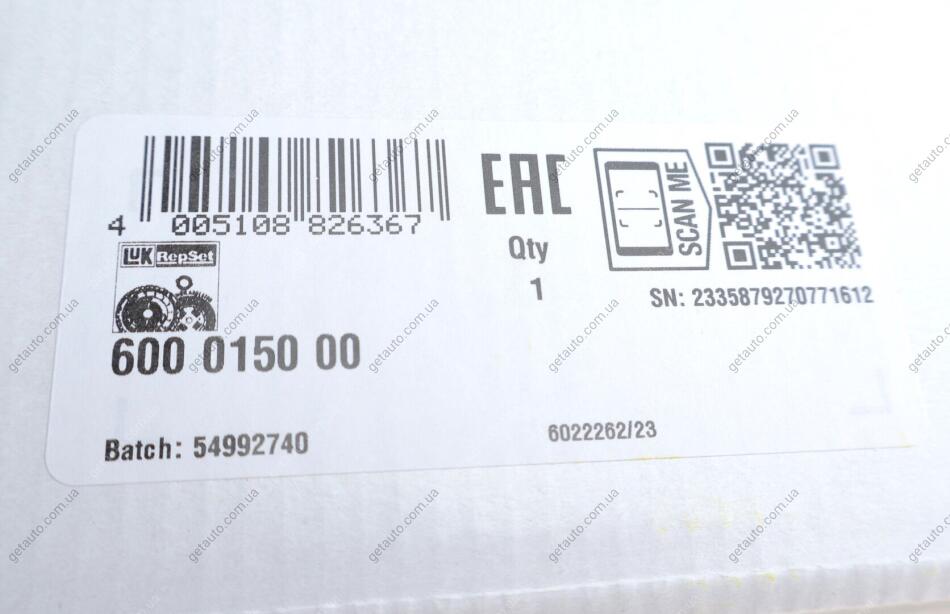 4 005108 826367
LUK RepSet
600 0150 00
Batch: 54992740
EAC
Qty
1
SCAN ME
SN: 2335879270771612
6022262/23
getauto.com.ua